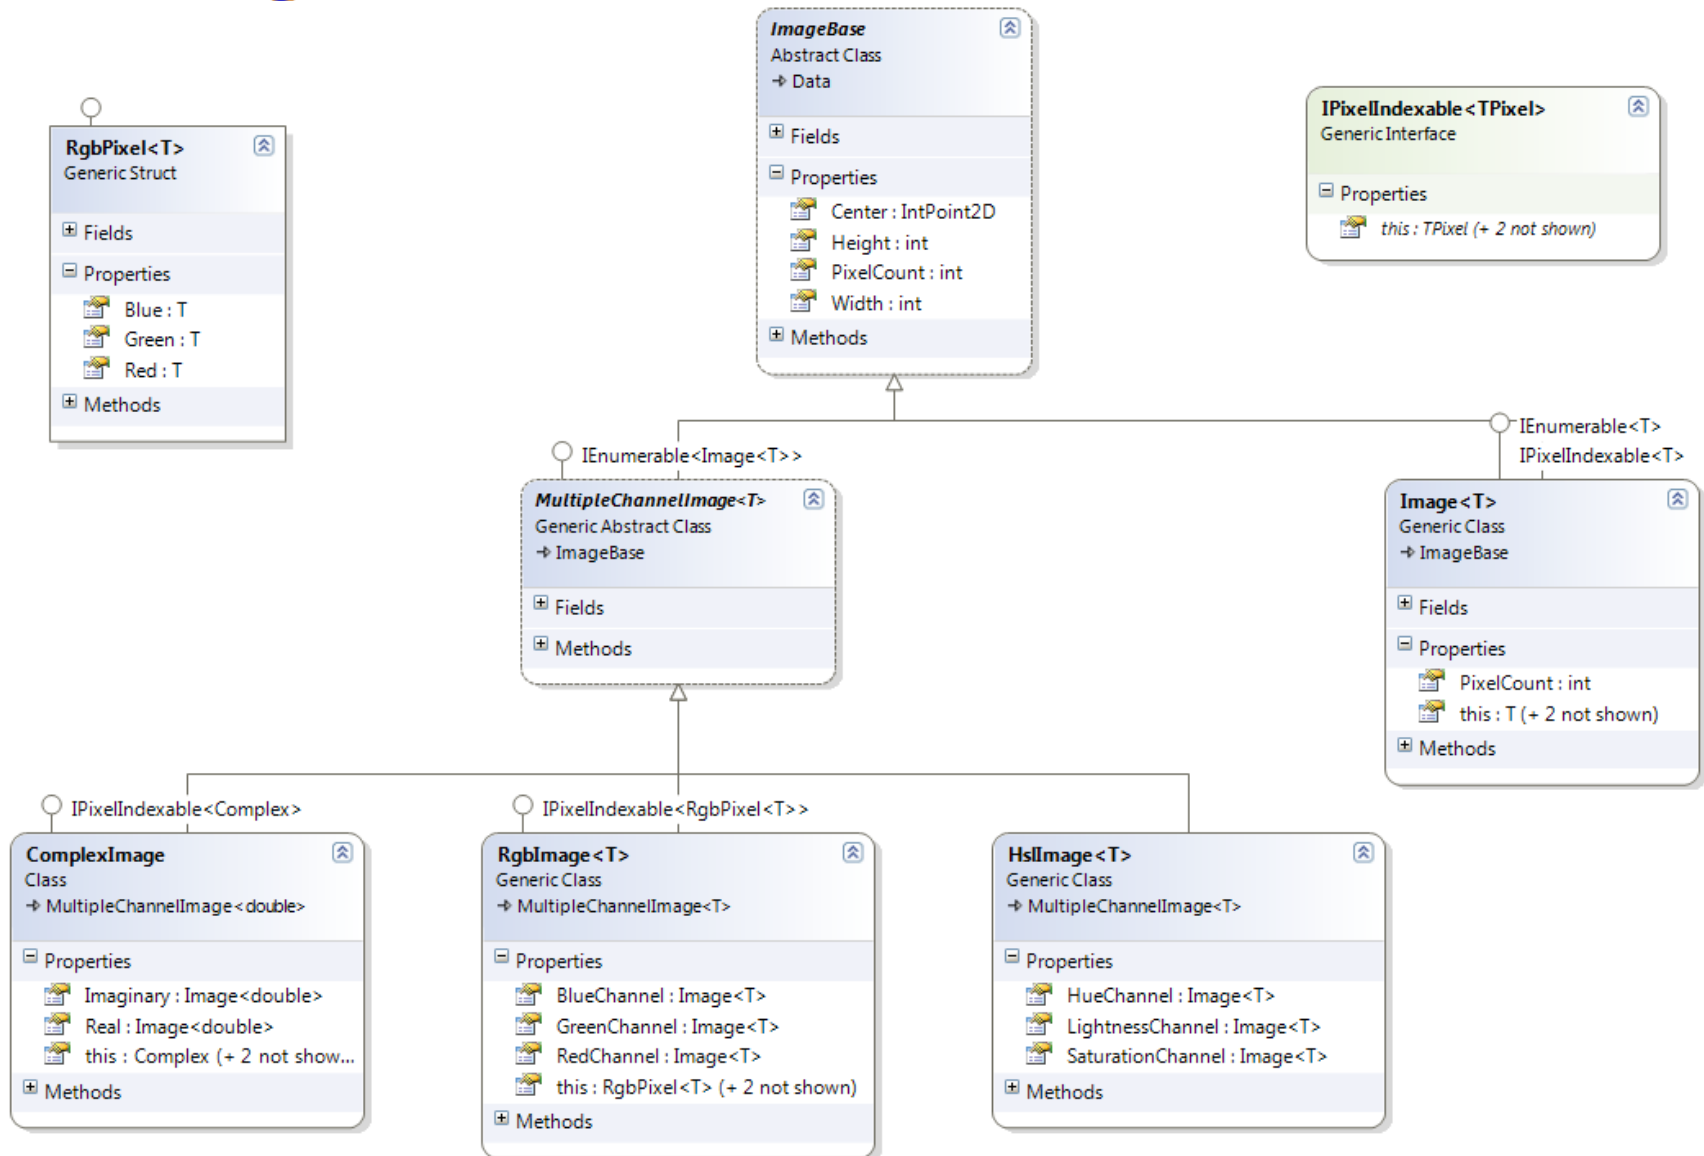 ImageBase
Abstract Class
Data
Fields
Properties
Center : IntPoint2D
Height : int
PixelCount : int
Width : int
Methods
IPixelIndexable<TPixel>
Generic Interface
Properties
this : TPixel (+ 2 not shown)
RgbPixel<T>
Generic Struct
Fields
Properties
Blue : T
Green : T
Red : T
Methods
IEnumerable<Image<T>>
MultipleChannelImage<T>
Generic Abstract Class
ImageBase
Fields
Methods
IEnumerable<T>
IPixelIndexable<T>
Image<T>
Generic Class
ImageBase
Fields
Properties
PixelCount : int
this : T (+ 2 not shown)
Methods
IPixelIndexable<Complex>
ComplexImage
Class
MultipleChannelImage<double>
Properties
Imaginary : Image<double>
Real : Image<double>
this : Complex (+ 2 not show...
Methods
IPixelIndexable<RgbPixel<T>>
RgbImage<T>
Generic Class
MultipleChannelImage<T>
Properties
BlueChannel : Image<T>
GreenChannel : Image<T>
RedChannel : Image<T>
this : RgbPixel<T> (+ 2 not shown)
Methods
HslImage<T>
Generic Class
MultipleChannelImage<T>
Properties
HueChannel : Image<T>
LightnessChannel : Image<T>
SaturationChannel : Image<T>
Methods